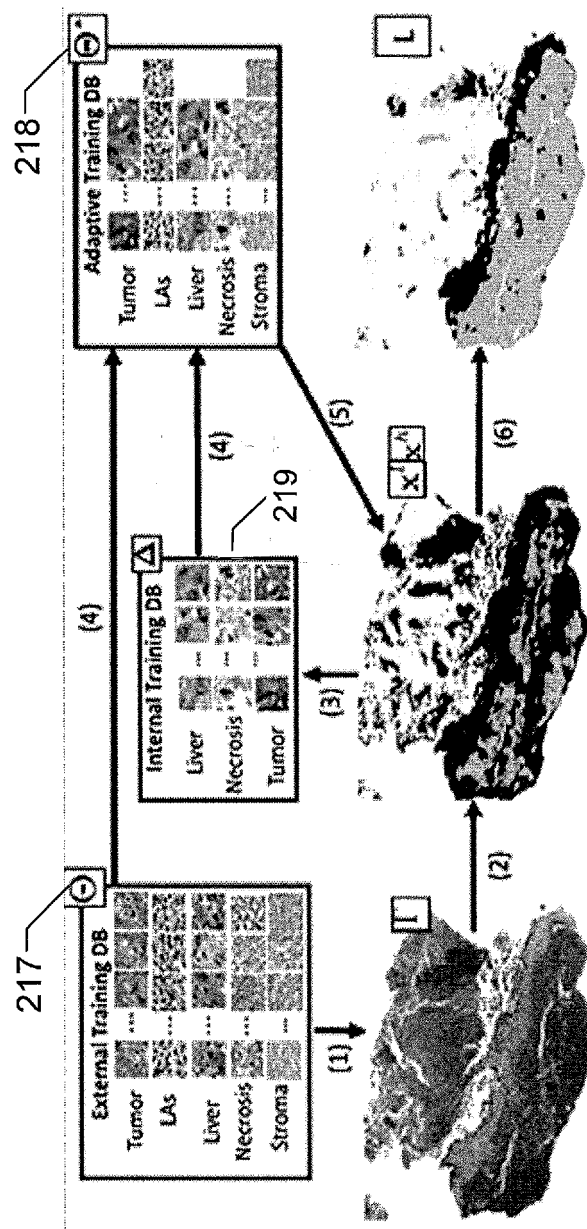 217
External Training DB
Θ
Tumor ...
LAs ...
Liver ...
Necrosis ...
Stroma ...
(1)
(4)
Internal Training DB
Δ
Liver ...
Necrosis ...
Tumor ...
219
(3)
(4)
218
Adaptive Training DB
Θ*
Tumor ...
LAs ...
Liver ...
Necrosis ...
Stroma ...
(5)
(2)
(6)
L